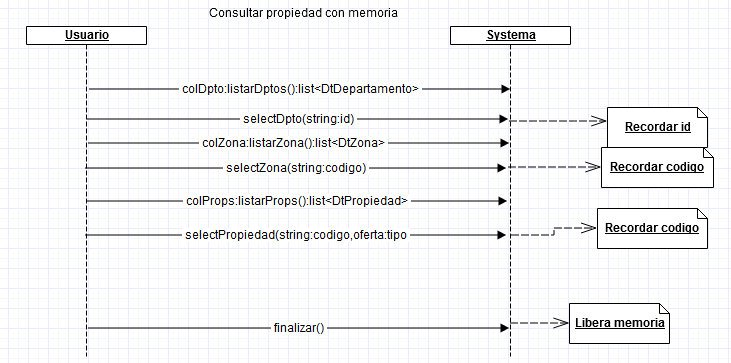 Consultar propiedad con memoria
Usuario
Systema
colDpto:listarDptos():list<DtDepartamento>
selectDpto(string:id)
Recordar id
colZona:listarZona():list<DtZona>
selectZona(string:codigo)
Recordar codigo
colProps:listarProps():list<DtPropiedad>
selectPropiedad(string:codigo,oferta:tipo
Recordar codigo
finalizar()
Libera memoria